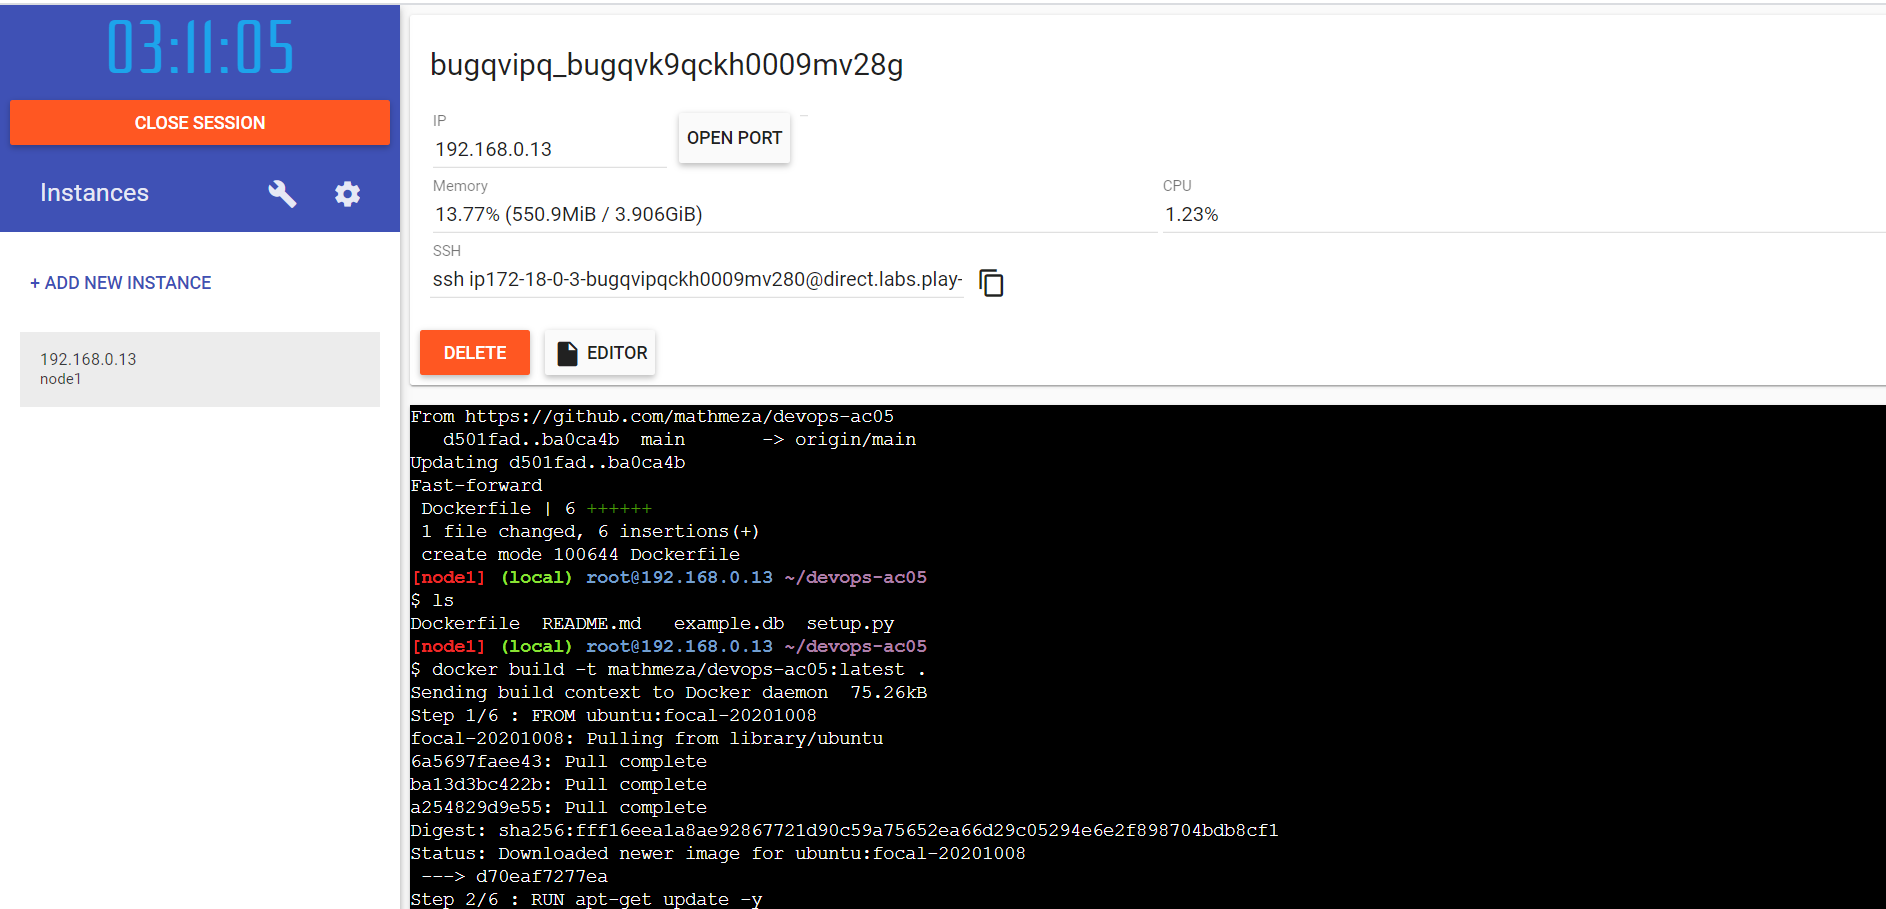 03:11:05
CLOSE SESSION
Instances
+ ADD NEW INSTANCE
192.168.0.13
node1
bugqvipq_bugqvk9qckh0009mv28g
IP
192.168.0.13
OPEN PORT
Memory
13.77% (550.9MiB / 3.906GiB)
CPU
1.23%
SSH
ssh ip172-18-0-3-bugqvipqckh0009mv280@direct.labs.play-
DELETE
EDITOR
From https://github.com/mathmeza/devops-ac05
   d501fad..ba0ca4b  main       -> origin/main
Updating d501fad..ba0ca4b
Fast-forward
 Dockerfile | 6 ++++++
 1 file changed, 6 insertions(+)
 create mode 100644 Dockerfile
[node1] (local) root@192.168.0.13 ~/devops-ac05
$ ls
Dockerfile  README.md   example.db  setup.py
[node1] (local) root@192.168.0.13 ~/devops-ac05
$ docker build -t mathmeza/devops-ac05:latest .
Sending build context to Docker daemon  75.26kB
Step 1/6 : FROM ubuntu:focal-20201008
focal-20201008: Pulling from library/ubuntu
6a5697faee43: Pull complete
ba13d3bc422b: Pull complete
a254829d9e55: Pull complete
Digest: sha256:fff16eea1a8ae92867721d90c59a75652ea66d29c05294e6e2f898704bdb8cf1
Status: Downloaded newer image for ubuntu:focal-20201008
 ---> d70eaf7277ea
Step 2/6 : RUN apt-get update -y